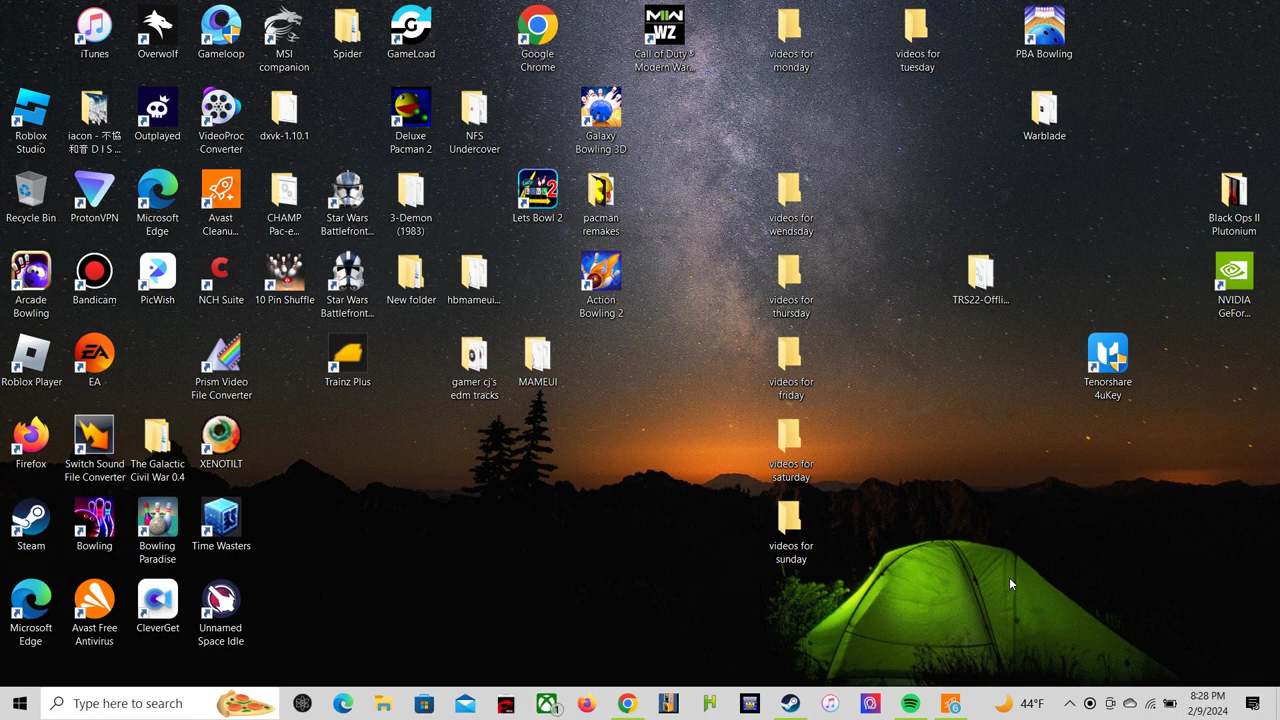 iTunes
Overwolf
Gameloop
MSI
companion
Spider
GameLoad
Google
Chrome
MW
WZ
Call of Duty®
Modern War...
videos for
monday
videos for
tuesday
PBA Bowling
Roblox
Studio
iacon - 不協
和音 D I S ...
Outplayed
VideoProc
Converter
dxvk-1.10.1
Deluxe
Pacman 2
NFS
Undercover
Galaxy
Bowling 3D
Warblade
Recycle Bin
ProtonVPN
Microsoft
Edge
Avast
Cleanu...
CHAMP
Pac-e...
Star Wars
Battlefront...
3-Demon
(1983)
Lets Bowl 2
pacman
remakes
videos for
wendsday
Black Ops II
Plutonium
Arcade
Bowling
Bandicam
PicWish
NCH Suite
10 Pin Shuffle
Star Wars
Battlefront...
New folder
hbmameui...
Action
Bowling 2
videos for
thursday
TRS22-Offli...
NVIDIA
GeFor...
Roblox Player
EA
EA
Prism Video
File Converter
Trainz Plus
gamer cj's
edm tracks
MAMEUI
videos for
friday
Tenorshare
4uKey
Firefox
Switch Sound
File Converter
The Galactic
Civil War 0.4
XENOTILT
videos for
saturday
Steam
Bowling
Bowling
Paradise
Time Wasters
videos for
sunday
Microsoft
Edge
Avast Free
Antivirus
CleverGet
Unnamed
Space Idle
Type here to search
1
6
44°F
8:28 PM
2/9/2024